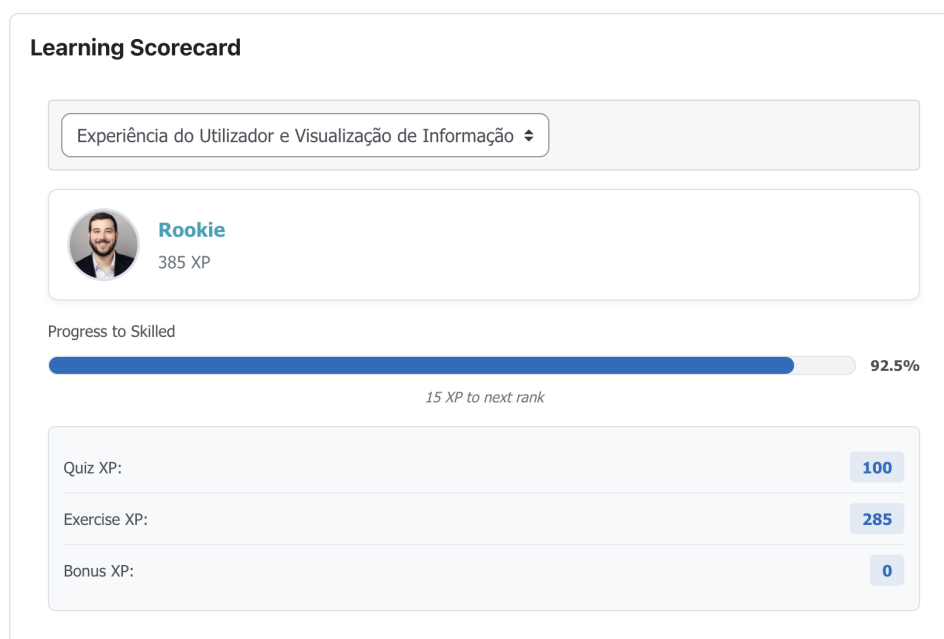 Learning Scorecard
Experiência do Utilizador e Visualização de Informação
Rookie
385 XP
Progress to Skilled
92.5%
15 XP to next rank
Quiz XP: 100
Exercise XP: 285
Bonus XP: 0